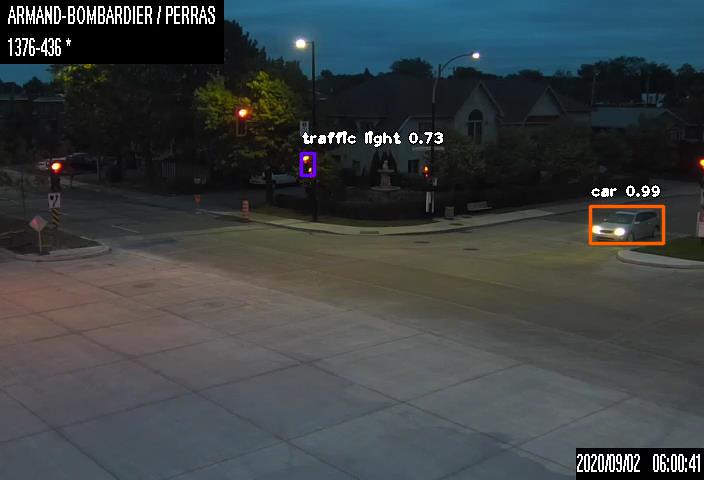 ARMAND-BOMBARDIER / PERRAS
1376-436 *
traffic light 0.73
car 0.99
2020/09/02 06:00:41